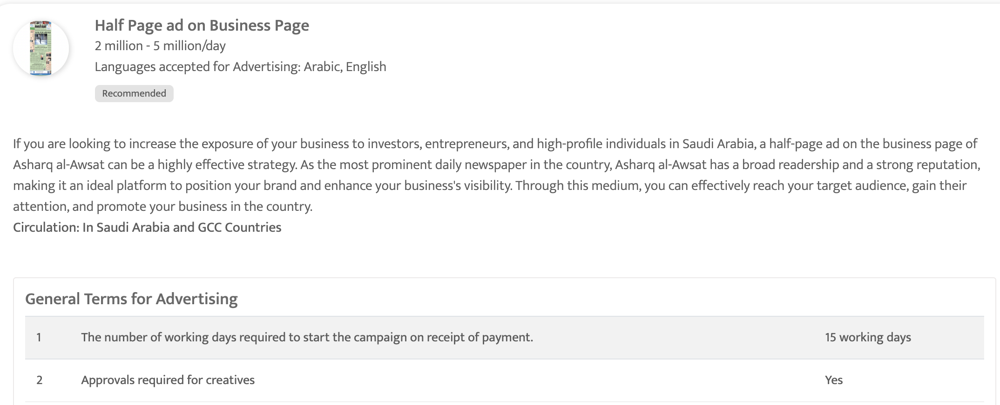 Half Page ad on Business Page
2 million - 5 million/day
Languages accepted for Advertising: Arabic, English
Recommended
If you are looking to increase the exposure of your business to investors, entrepreneurs, and high-profile individuals in Saudi Arabia, a half-page ad on the business page of
Asharq al-Awsat can be a highly effective strategy. As the most prominent daily newspaper in the country, Asharq al-Awsat has a broad readership and a strong reputation,
making it an ideal platform to position your brand and enhance your business's visibility. Through this medium, you can effectively reach your target audience, gain their
attention, and promote your business in the country.
Circulation: In Saudi Arabia and GCC Countries
General Terms for Advertising
1 The number of working days required to start the campaign on receipt of payment. 15 working days
2 Approvals required for creatives Yes